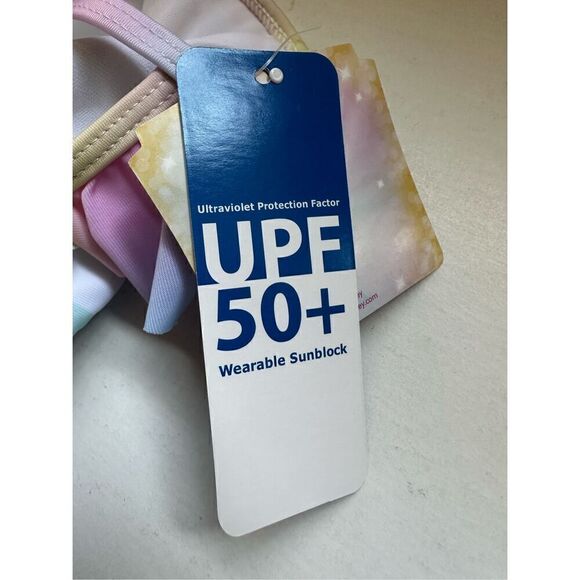 Ultraviolet Protection Factor
UPF
50+
Wearable Sunblock